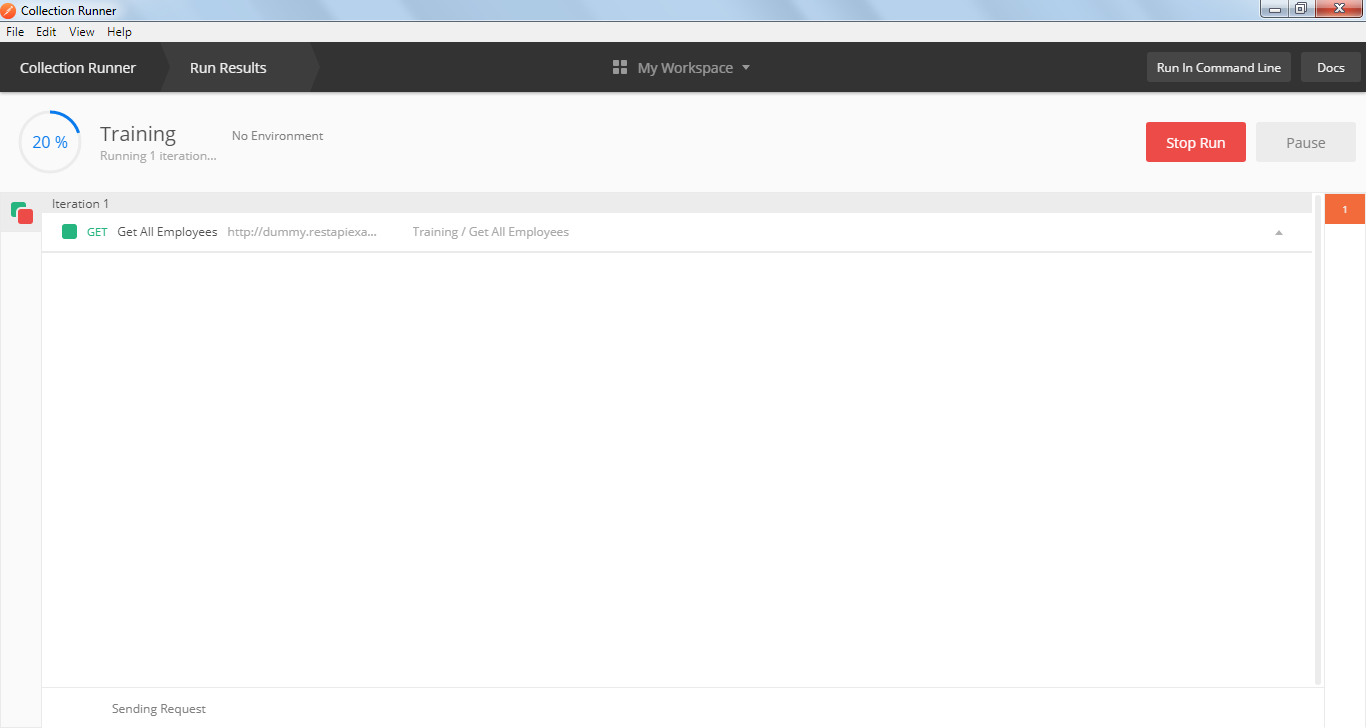 Collection Runner
File Edit View Help
Collection Runner Run Results My Workspace Run In Command Line Docs
20 % Training No Environment Stop Run Pause
Running 1 iteration...
Iteration 1 1
GET Get All Employees http://dummy.restapiexa... Training / Get All Employees
Sending Request